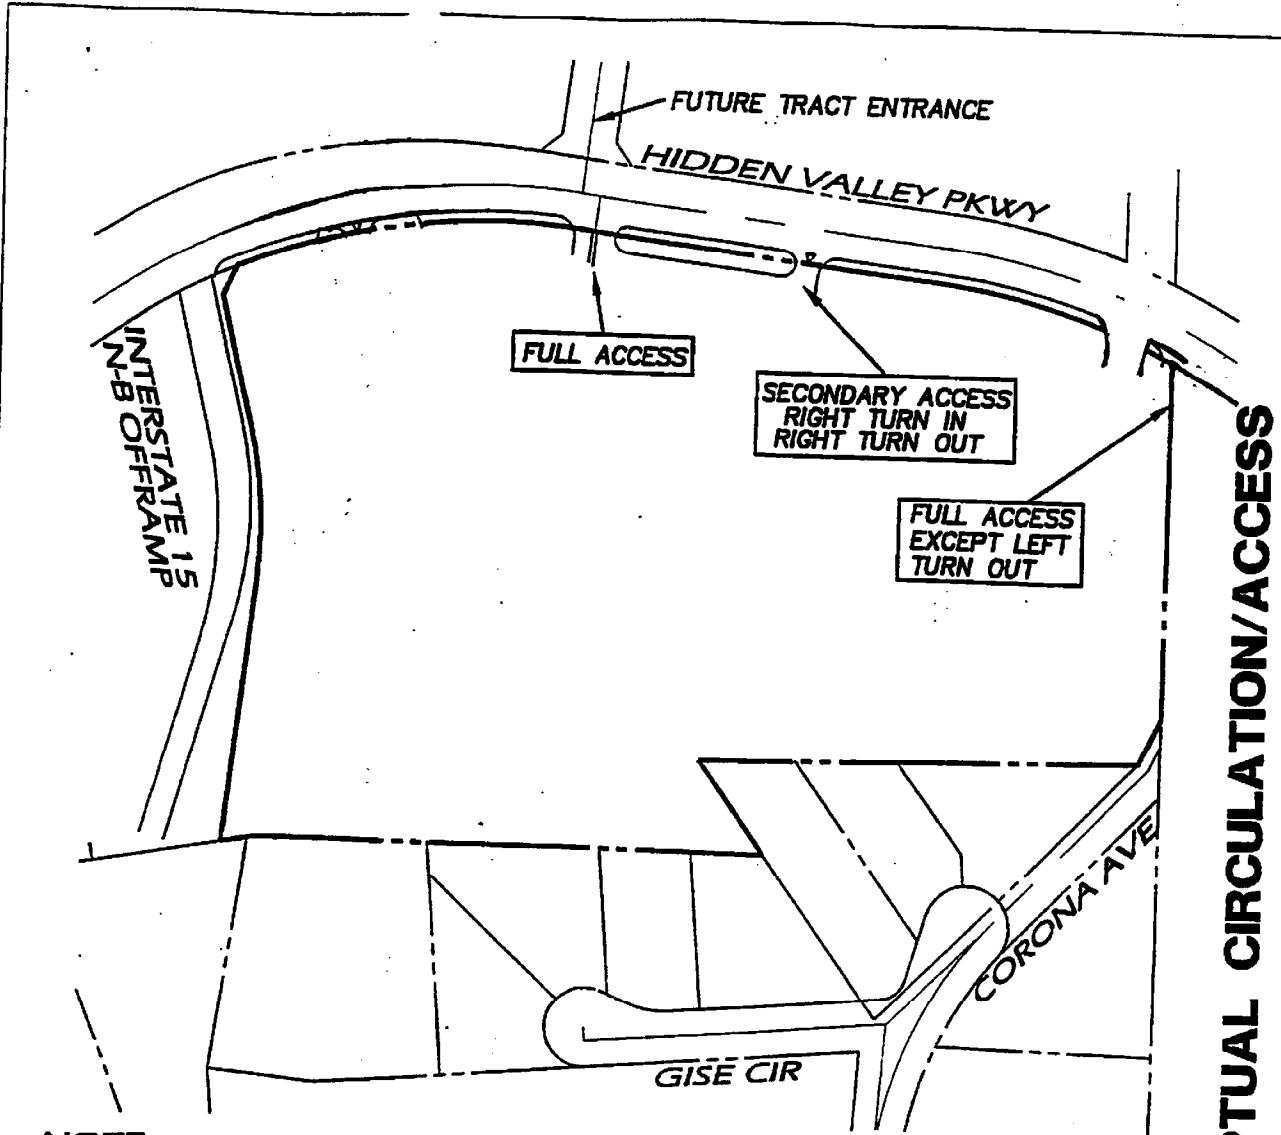 FUTURE TRACT ENTRANCE
HIDDEN VALLEY PKWY
FULL ACCESS
SECONDARY ACCESS
RIGHT TURN IN
RIGHT TURN OUT
INTERSTATE 15
N-B OFFRAMP
FULL ACCESS
EXCEPT LEFT
TURN OUT
CORONA AVE
GISE CIR
PTUAL CIRCULATION/ACCESS